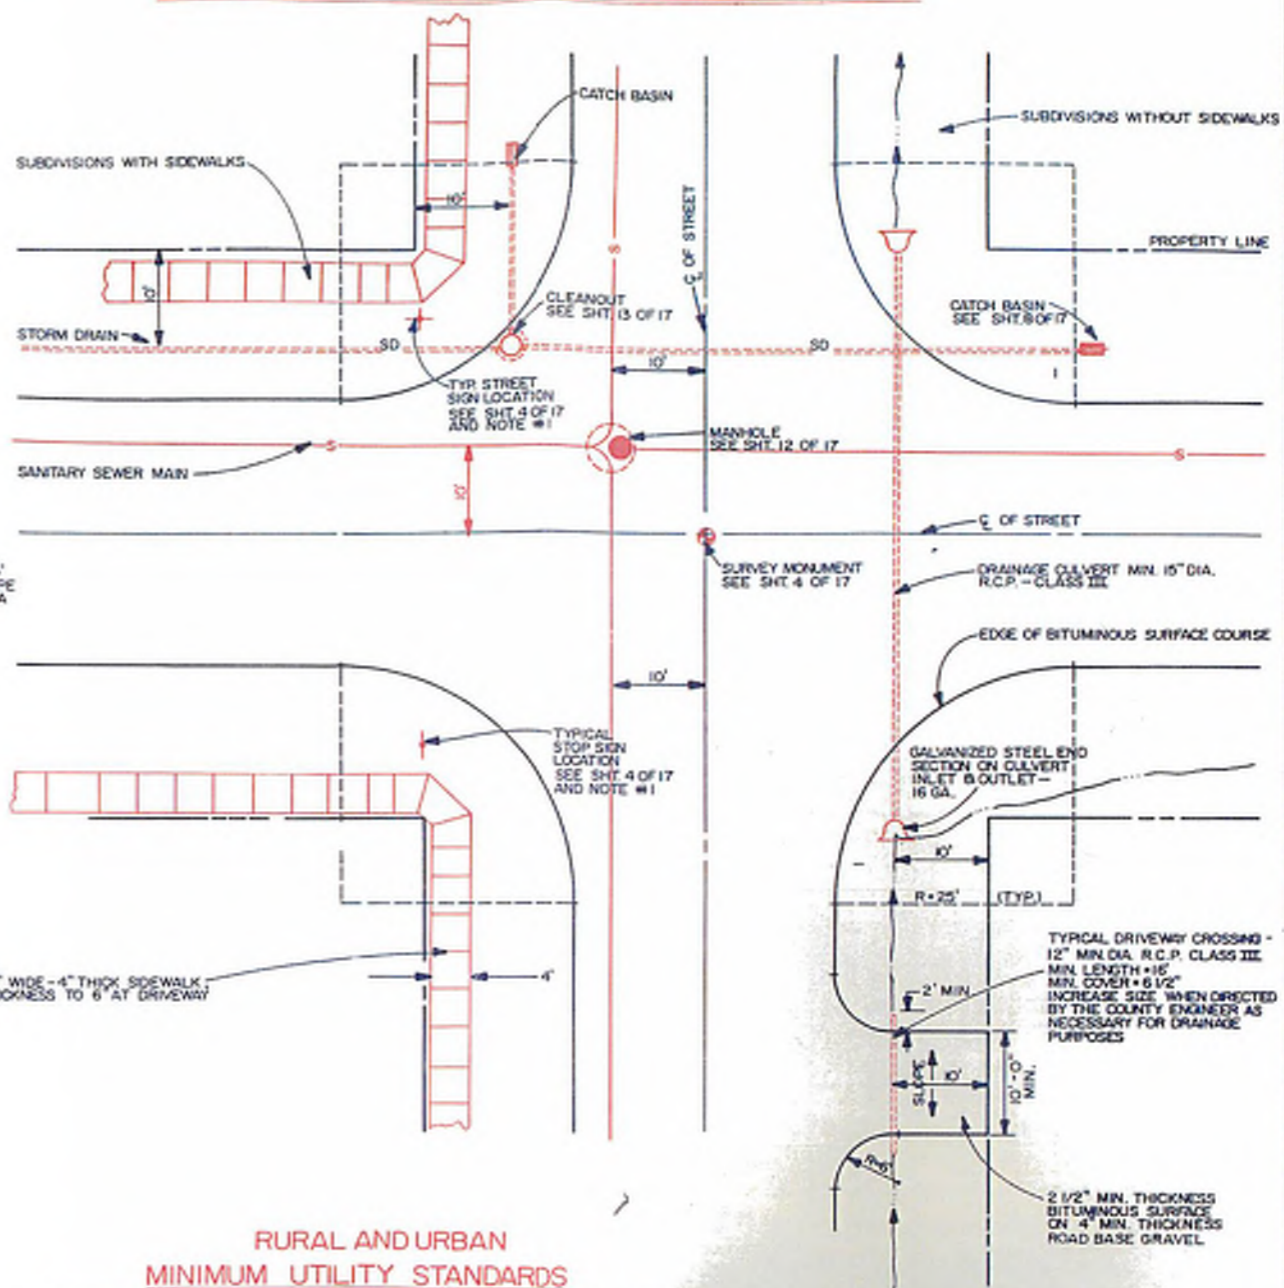 CATCH BASIN
SUBDIVISIONS WITHOUT SIDEWALKS
SUBDIVISIONS WITH SIDEWALKS
10'
S
℄ OF STREET
PROPERTY LINE
10'
CLEANOUT
SEE SHT. 13 OF 17
CATCH BASIN
SEE SHT. 8 OF 17
STORM DRAIN
SD
SD
10'
TYP. STREET
SIGN LOCATION
SEE SHT. 4 OF 17
AND NOTE #1
MANHOLE
SEE SHT. 12 OF 17
S
S
SANITARY SEWER MAIN
10'
℄ OF STREET
SURVEY MONUMENT
SEE SHT. 4 OF 17
DRAINAGE CULVERT MIN. 15" DIA.
R.C.P. - CLASS III
EDGE OF BITUMINOUS SURFACE COURSE
10'
TYPICAL
STOP SIGN
LOCATION
SEE SHT. 4 OF 17
AND NOTE #1
GALVANIZED STEEL END
SECTION ON CULVERT
INLET & OUTLET -
16 GA.
10'
R=25' (TYP.)
WIDE - 4" THICK SIDEWALK;
CKNESS TO 6" AT DRIVEWAY
4'
TYPICAL DRIVEWAY CROSSING -
12" MIN. DIA. R.C.P. CLASS III
MIN. LENGTH = 16'
MIN. COVER = 6 1/2"
INCREASE SIZE WHEN DIRECTED
BY THE COUNTY ENGINEER AS
NECESSARY FOR DRAINAGE
PURPOSES
2' MIN.
SLOPE
10'
10'-0"
MIN.
R=6'
2 1/2" MIN. THICKNESS
BITUMINOUS SURFACE
ON 4" MIN. THICKNESS
ROAD BASE GRAVEL
RURAL AND URBAN
MINIMUM UTILITY STANDARDS